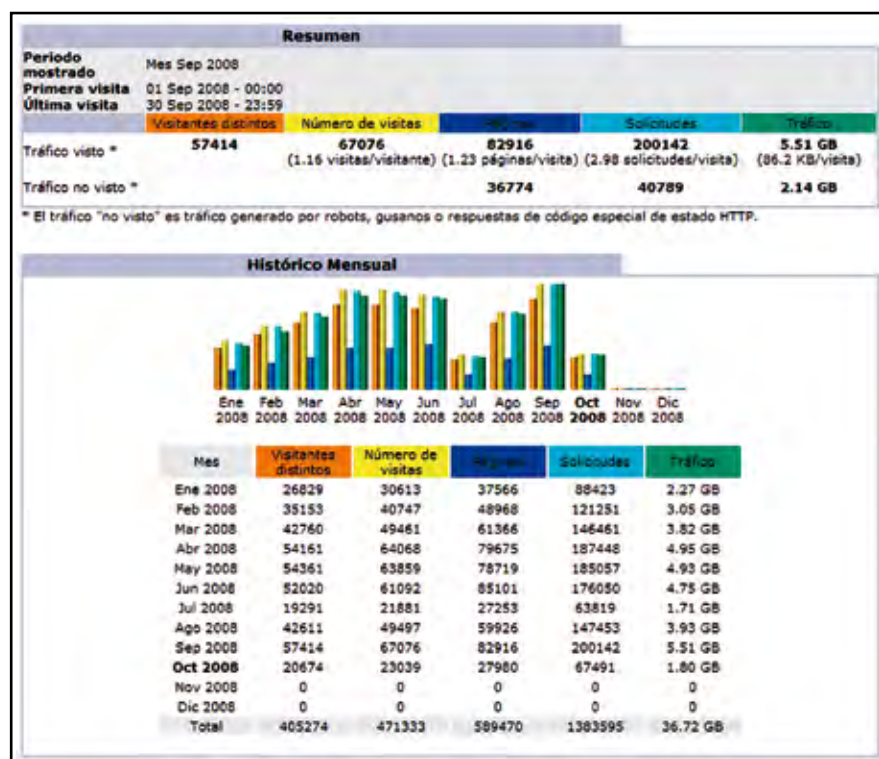 Resumen
Periodo mostrado Mes Sep 2008
Primera visita 01 Sep 2008 - 00:00
Última visita 30 Sep 2008 - 23:59
Visitantes distintos Número de visitas Páginas Solicitudes Tráfico
Tráfico visto * 57414 67076 82916 200142 5.51 GB
(1.16 visitas/visitante) (1.23 páginas/visita) (2.98 solicitudes/visita) (86.2 KB/visita)
Tráfico no visto * 36774 40789 2.14 GB
* El tráfico "no visto" es tráfico generado por robots, gusanos o respuestas de código especial de estado HTTP.
Histórico Mensual
Ene Feb Mar Abr May Jun Jul Ago Sep Oct Nov Dic
2008 2008 2008 2008 2008 2008 2008 2008 2008 2008 2008 2008
Mes Visitantes distintos Número de visitas Páginas Solicitudes Tráfico
Ene 2008 26829 30613 37566 88423 2.27 GB
Feb 2008 35153 40747 48968 121251 3.05 GB
Mar 2008 42760 49461 61366 146461 3.82 GB
Abr 2008 54161 64068 79675 187448 4.95 GB
May 2008 54361 63859 78719 185057 4.93 GB
Jun 2008 52020 61092 85101 176050 4.75 GB
Jul 2008 19291 21881 27253 63819 1.71 GB
Ago 2008 42611 49497 59926 147453 3.93 GB
Sep 2008 57414 67076 82916 200142 5.51 GB
Oct 2008 20674 23039 27980 67491 1.80 GB
Nov 2008 0 0 0 0 0
Dic 2008 0 0 0 0 0
Total 405274 471333 589470 1383595 36.72 GB